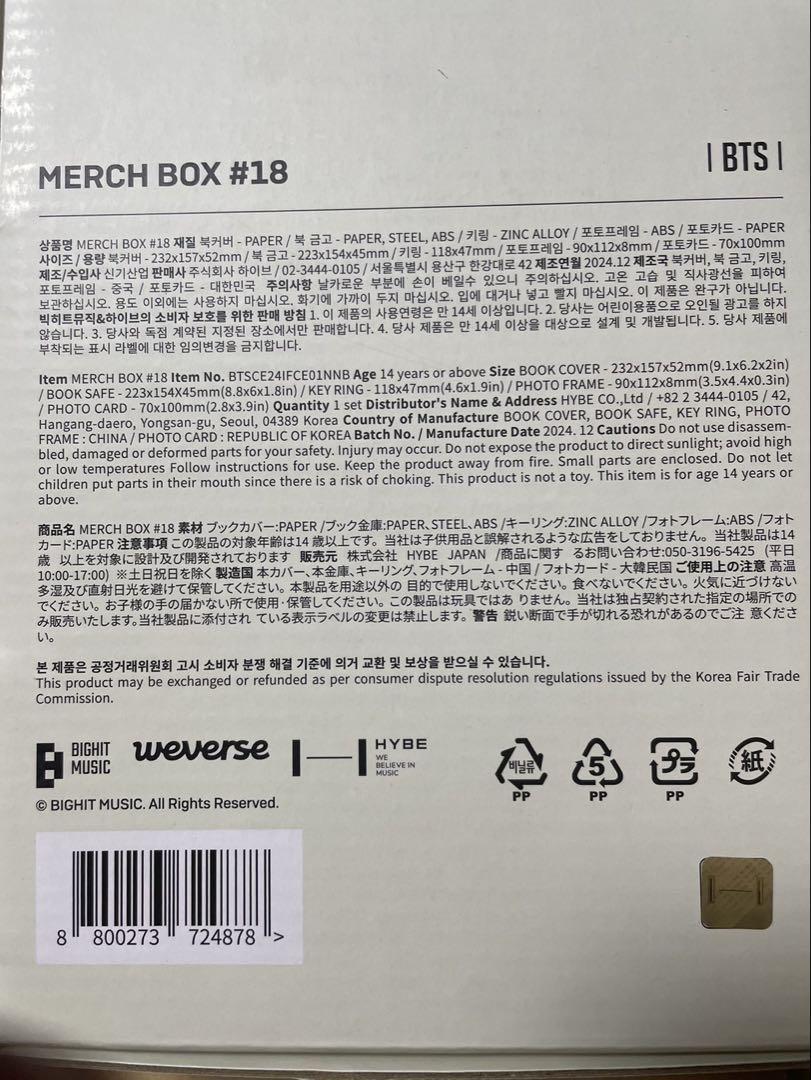 MERCH BOX #18
| BTS |
상품명 MERCH BOX #18 재질 북커버 - PAPER / 북 금고 - PAPER, STEEL, ABS / 키링 - ZINC ALLOY / 포토프레임 - ABS / 포토카드 - PAPER
사이즈 / 용량 북커버 - 232x157x52mm / 북 금고 - 223x154x45mm / 키링 - 118x47mm / 포토프레임 - 90x112x8mm / 포토카드 - 70x100mm
제조/수입사 신기산업 판매사 주식회사 하이브 / 02-3444-0105 / 서울특별시 용산구 한강대로 42 제조연월 2024.12 제조국 북커버, 북 금고, 키링,
포토프레임 - 중국 / 포토카드 - 대한민국 주의사항 날카로운 부분에 손이 베일수 있으니 주의하십시오. 고온 고습 및 직사광선을 피하여
보관하십시오. 용도 이외에는 사용하지 마십시오. 화기에 가까이 두지 마십시오. 입에 대거나 넣고 빨지 마십시오. 이 제품은 완구가 아닙니다.
빅히트뮤직&하이브의 소비자 보호를 위한 판매 방침 1. 이 제품의 사용연령은 만 14세 이상입니다. 2. 당사는 어린이용품으로 오인될 광고를 하지
않습니다. 3. 당사와 독점 계약된 지정된 장소에서만 판매합니다. 4. 당사 제품은 만 14세 이상을 대상으로 설계 및 개발됩니다. 5. 당사 제품에
부착되는 표시 라벨에 대한 임의변경을 금지합니다.
Item MERCH BOX #18 Item No. BTSCE24IFCE01NNB Age 14 years or above Size BOOK COVER - 232x157x52mm(9.1x6.2x2in)
/ BOOK SAFE - 223x154X45mm(8.8x6x1.8in) / KEY RING - 118x47mm(4.6x1.9in) / PHOTO FRAME - 90x112x8mm(3.5x4.4x0.3in)
/ PHOTO CARD - 70x100mm(2.8x3.9in) Quantity 1 set Distributor's Name & Address HYBE CO.,Ltd / +82 2 3444-0105 / 42,
Hangang-daero, Yongsan-gu, Seoul, 04389 Korea Country of Manufacture BOOK COVER, BOOK SAFE, KEY RING, PHOTO
FRAME : CHINA / PHOTO CARD : REPUBLIC OF KOREA Batch No. / Manufacture Date 2024. 12 Cautions Do not use disassem-
bled, damaged or deformed parts for your safety. Injury may occur. Do not expose the product to direct sunlight; avoid high
or low temperatures Follow instructions for use. Keep the product away from fire. Small parts are enclosed. Do not let
children put parts in their mouth since there is a risk of choking. This product is not a toy. This item is for age 14 years or
above.
商品名 MERCH BOX #18 素材 ブックカバー:PAPER /ブック金庫:PAPER、STEEL、ABS /キーリング:ZINC ALLOY /フォトフレーム:ABS /フォト
カード:PAPER 注意事項 この製品の対象年齢は14 歳以上です。 当社は子供用品と誤解されるような広告をしておりません。 当社製品は14
歳 以上を対象に設計及び開発されております 販売元 株式会社 HYBE JAPAN /商品に関す るお問い合わせ:050-3196-5425 (平日
10:00-17:00) ※土日祝日を除く 製造国 本カバー、本金庫、キーリング、フォトフレーム - 中国 / フォトカード - 大韓民国 ご使用上の注意 高温
多湿及び直射日光を避けて保管してください。 本製品を用途以外の 目的で使用しないでください。 食べないでください。 火気に近づけない
でください。 お子様の手の届かない所で使用·保管してください。 この製品は玩具ではあ りません。 当社は独占契約された指定の場所での
み販売いたします。当社製品に添付され ている表示ラベルの変更は禁止します。 警告 鋭い断面で手が切れる恐れがあるのでご注 意くださ
い。
본 제품은 공정거래위원회 고시 소비자 분쟁 해결 기준에 의거 교환 및 보상을 받으실 수 있습니다.
This product may be exchanged or refunded as per consumer dispute resolution regulations issued by the Korea Fair Trade
Commission.
BIGHIT
MUSIC
weverse
HYBE
WE
BELIEVE IN
MUSIC
비닐류
PP
5
PP
プラ
PP
紙
© BIGHIT MUSIC. All Rights Reserved.
8 800273 724878 >